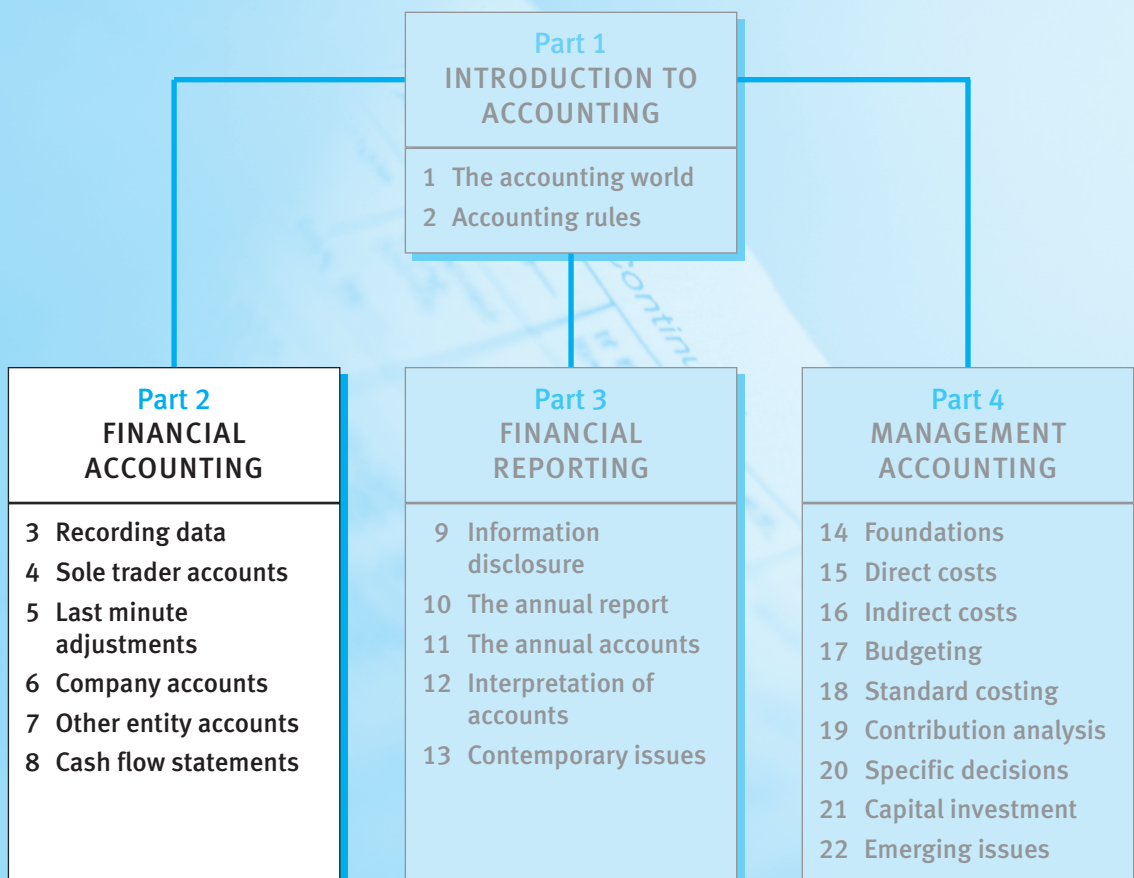 Part 1
INTRODUCTION TO
ACCOUNTING
1 The accounting world
2 Accounting rules
Part 2
FINANCIAL
ACCOUNTING
3 Recording data
4 Sole trader accounts
5 Last minute
adjustments
6 Company accounts
7 Other entity accounts
8 Cash flow statements
Part 3
FINANCIAL
REPORTING
9 Information
disclosure
10 The annual report
11 The annual accounts
12 Interpretation of
accounts
13 Contemporary issues
Part 4
MANAGEMENT
ACCOUNTING
14 Foundations
15 Direct costs
16 Indirect costs
17 Budgeting
18 Standard costing
19 Contribution analysis
20 Specific decisions
21 Capital investment
22 Emerging issues